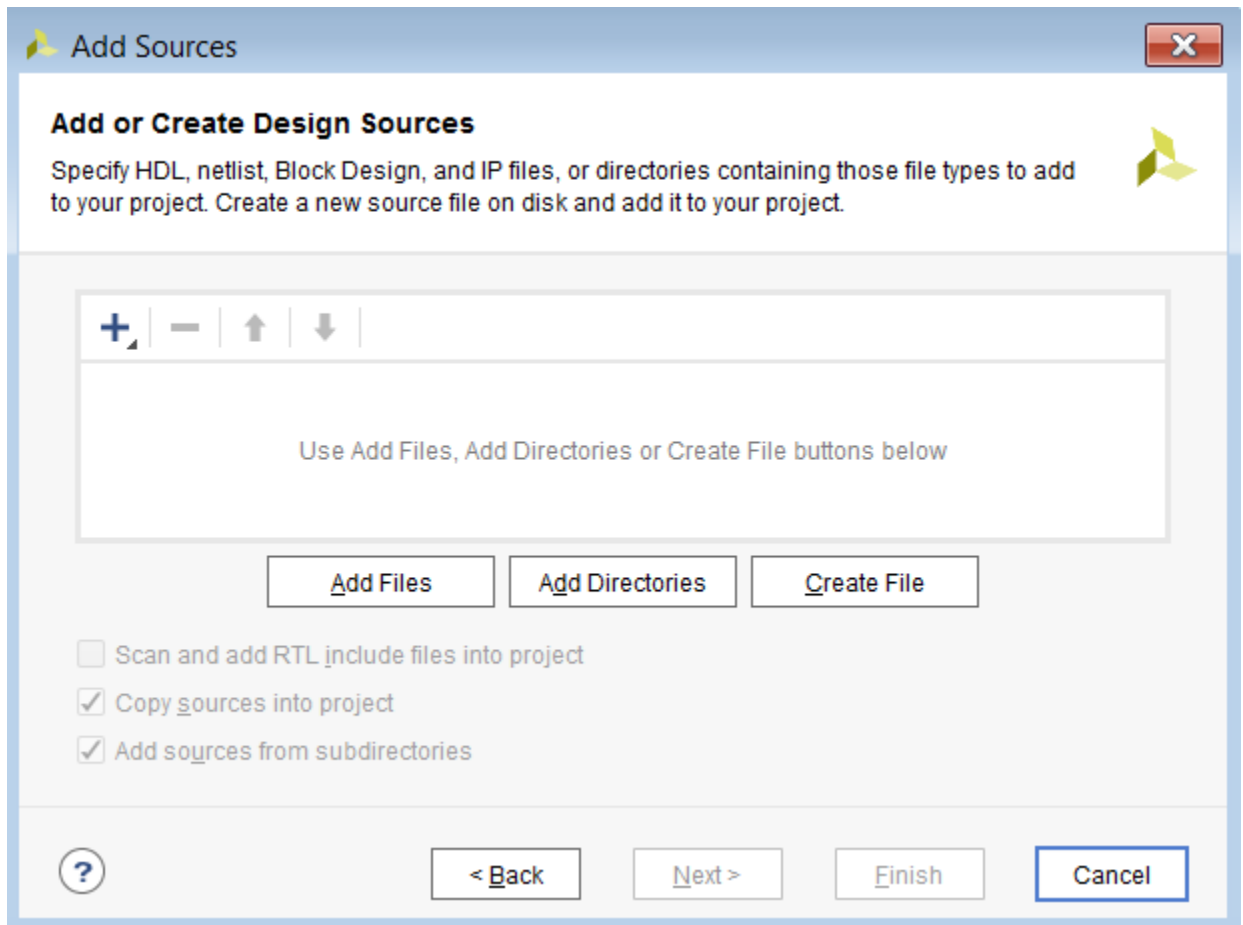 Add Sources
Add or Create Design Sources
Specify HDL, netlist, Block Design, and IP files, or directories containing those file types to add
to your project. Create a new source file on disk and add it to your project.
Use Add Files, Add Directories or Create File buttons below
Add Files
Add Directories
Create File
Scan and add RTL include files into project
Copy sources into project
Add sources from subdirectories
?
< Back
Next >
Finish
Cancel